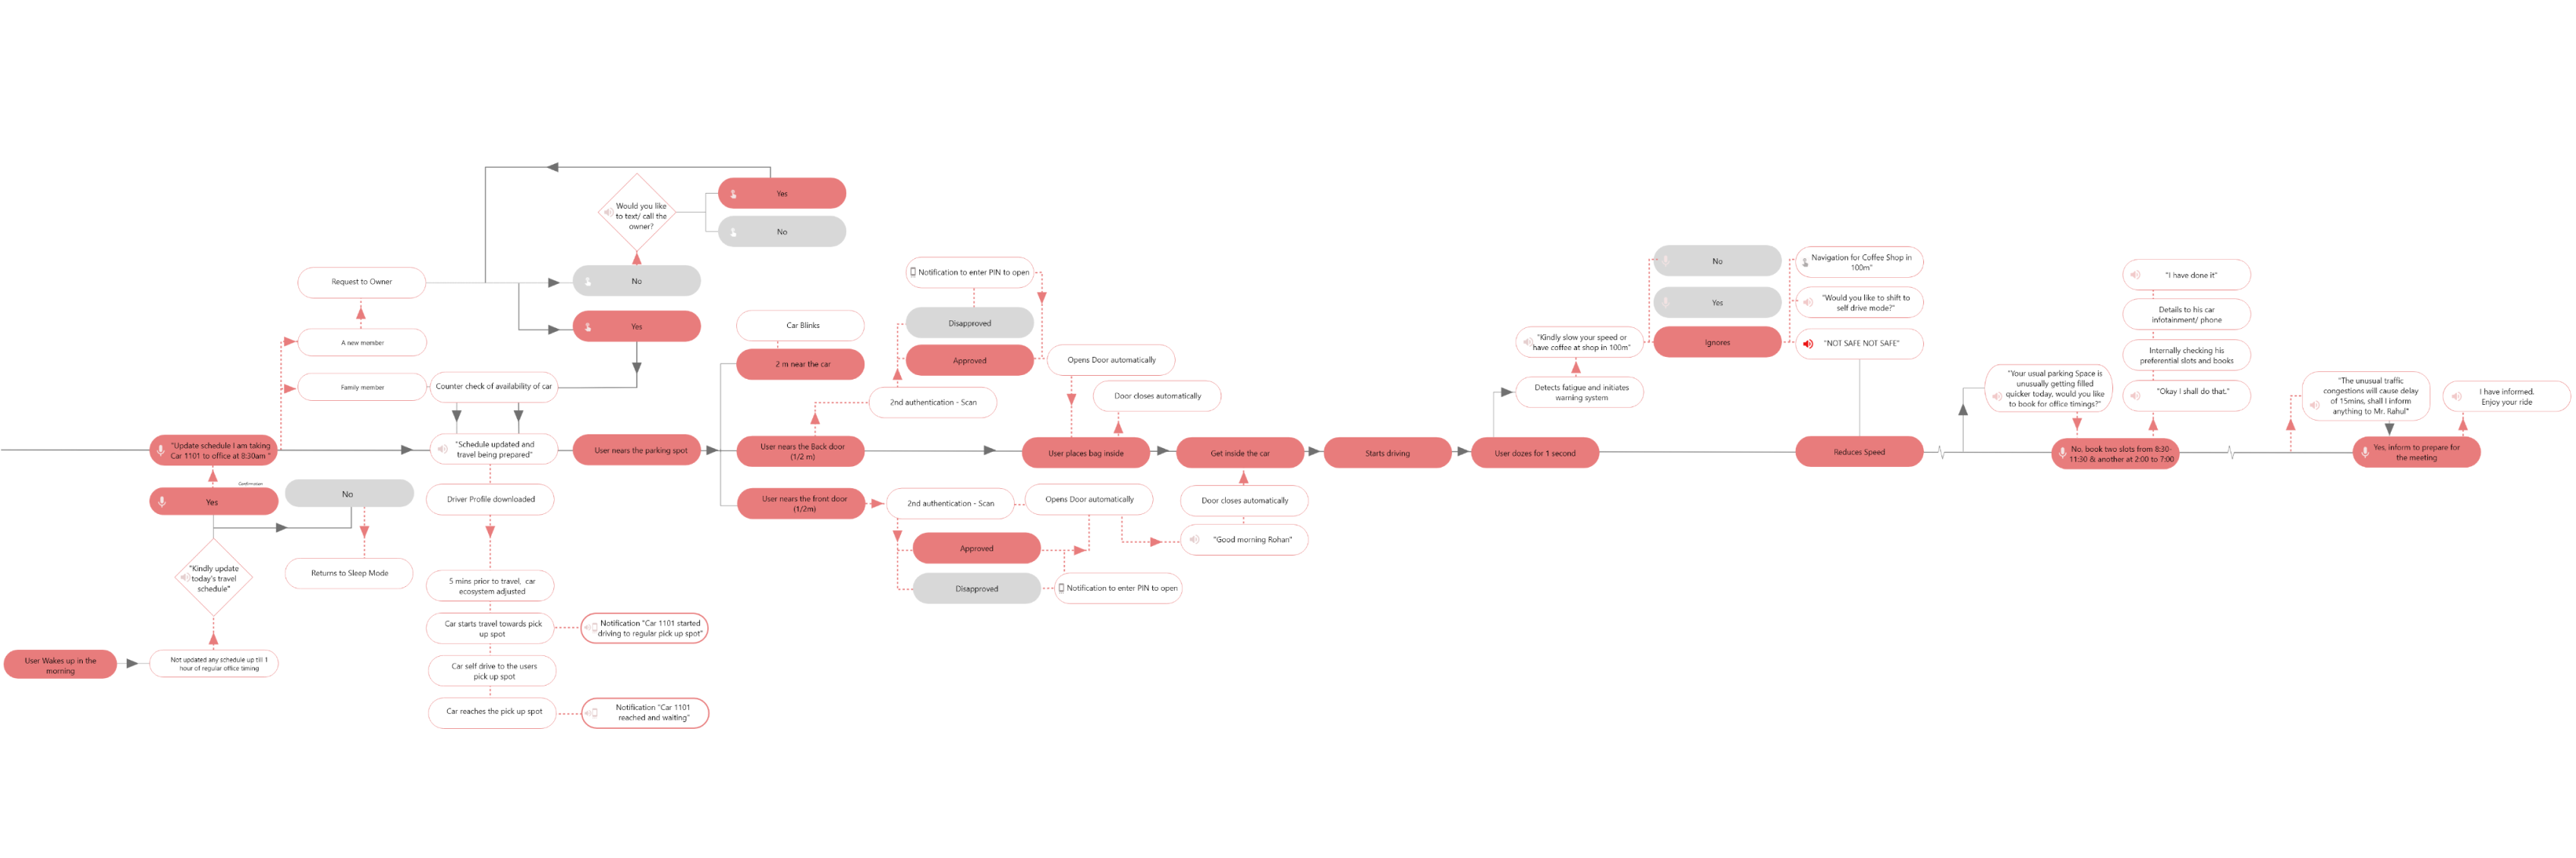 Yes
Would you like
to text/ call the
owner?
No
Request to Owner
No
Yes
A new member
Family member
Counter check of availability of car
"Update schedule I am taking
Car 1101 to office at 8:30am "
"Schedule updated and
travel being prepared"
Confirmation
Yes
No
"Kindly update
today's travel
schedule"
Returns to Sleep Mode
User Wakes up in the
morning
Not updated any schedule up till 1
hour of regular office timing
Driver Profile downloaded
5 mins prior to travel, car
ecosystem adjusted
Car starts travel towards pick
up spot
Notification "Car 1101 started
driving to regular pick up spot"
Car self drive to the users
pick up spot
Car reaches the pick up spot
Notification "Car 1101
reached and waiting"
User nears the parking spot
Car Blinks
2 m near the car
User nears the Back door
(1/2 m)
User nears the front door
(1/2m)
Notification to enter PIN to open
Disapproved
Approved
2nd authentication - Scan
Opens Door automatically
Door closes automatically
User places bag inside
Get inside the car
2nd authentication - Scan
Opens Door automatically
Door closes automatically
"Good morning Rohan"
Approved
Disapproved
Notification to enter PIN to open
Starts driving
User dozes for 1 second
Detects fatigue and initiates
warning system
"Kindly slow your speed or
have coffee at shop in 100m"
No
Yes
Ignores
Navigation for Coffee Shop in
100m"
"Would you like to shift to
self drive mode?"
"NOT SAFE NOT SAFE"
Reduces Speed
"Your usual parking Space is
unusually getting filled
quicker today, would you like
to book for office timings?"
"I have done it"
Details to his car
infotainment/ phone
Internally checking his
preferential slots and books
"Okay I shall do that."
No, book two slots from 8:30-
11:30 & another at 2:00 to 7:00
"The unusual traffic
congestions will cause delay
of 15mins, shall I inform
anything to Mr. Rahul"
I have informed.
Enjoy your ride
Yes, inform to prepare for
the meeting